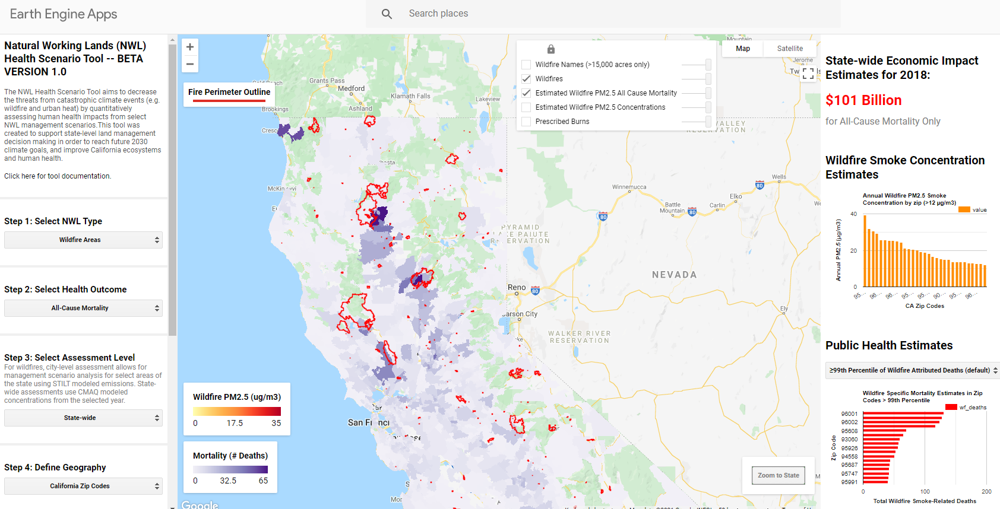 Earth Engine Apps
Search places
Natural Working Lands (NWL)
Health Scenario Tool -- BETA
VERSION 1.0
The NWL Health Scenario Tool aims to decrease
the threats from catastrophic climate events (e.g.
wildfire and urban heat) by quantitatively
assessing human health impacts from select
NWL management scenarios.This tool was
created to support state-level land management
decision making in order to reach future 2030
climate goals, and improve California ecosystems
and human health.
Click here for tool documentation.
Step 1: Select NWL Type
Wildfire Areas
Step 2: Select Health Outcome
All-Cause Mortality
Step 3: Select Assessment Level
For wildfires, city-level assessment allows for
management scenario analysis for select areas of
the state using STILT modeled emissions. State-
wide assessments use CMAQ modeled
concentrations from the selected year.
State-wide
Step 4: Define Geography
California Zip Codes
+
−
Fire Perimeter Outline
Grants Pass
Medford
Klamath Falls
Ashland
Lakeview
Brookings
Wildfire Names (>15,000 acres only)
Wildfires
Estimated Wildfire PM2.5 All Cause Mortality
Estimated Wildfire PM2.5 Concentrations
Prescribed Burns
Map
Satellite
Mountain
Jerome
VALLEY
RESERVATION
Wells
Winnemucca
80
Elko
Battle
Mountain
80
Carlin
80
PYRAMID
LAKE PAIUTE
RESERVATION
NEVADA
Reno
80
Carson City
Ely
WALKER RIVER
RESERVATION
San Franci
Wildfire PM2.5 (ug/m3)
0 17.5 35
Mortality (# Deaths)
0 32.5 65
Google
Zoom to State
State-wide Economic Impact
Estimates for 2018:
$101 Billion
for All-Cause Mortality Only
Wildfire Smoke Concentration
Estimates
Annual Wildfire PM2.5 Smoke
Concentration by zip (>12 µg/m3)
value
Annual PM2.5 (µg/m3)
40
20
0
95… 96… 96… 95… 95… 90… 95… 96…
CA Zip Codes
Public Health Estimates
≥99th Percentile of Wildfire Attributed Deaths (default)
Wildfire Specific Mortality Estimates in Zip
Codes > 99th Percentile
wf_deaths
Zip Code
96001
96002
95608
93060
95926
94558
95687
95747
95991
0 100 200
Total Wildfire Smoke-Related Deaths